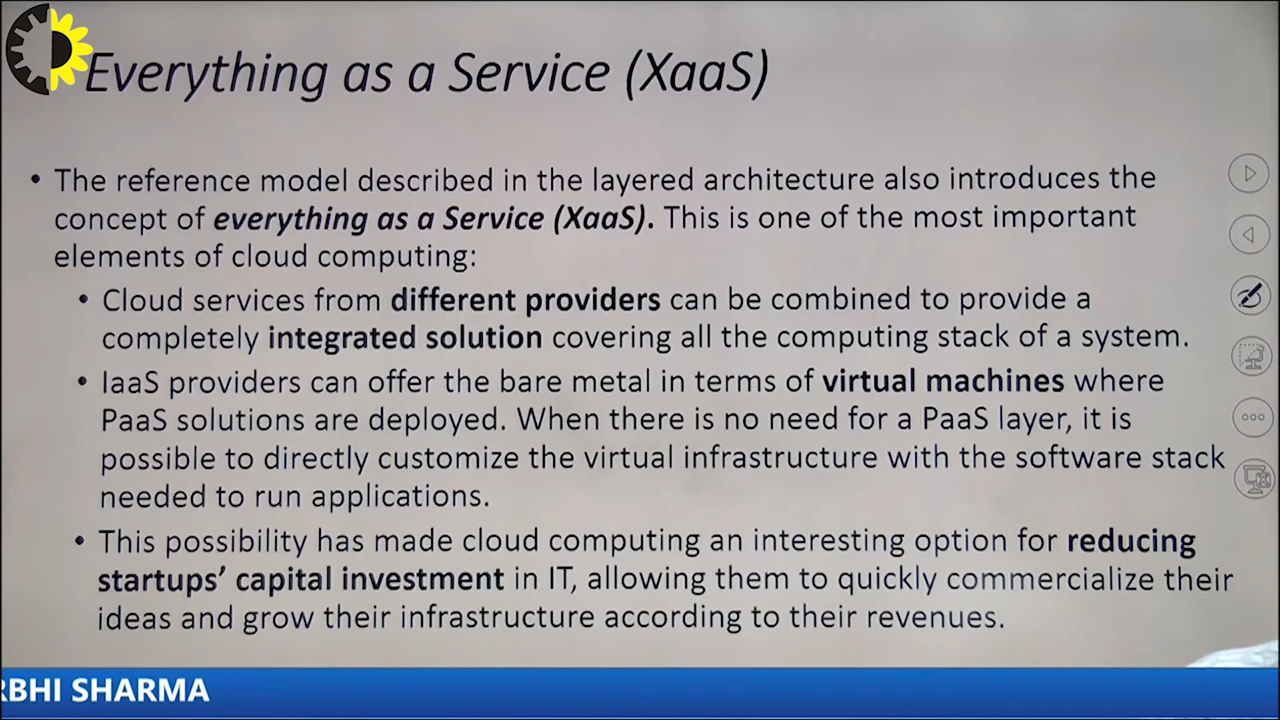 Everything as a Service (XaaS)
• The reference model described in the layered architecture also introduces the
concept of everything as a Service (XaaS). This is one of the most important
elements of cloud computing:
• Cloud services from different providers can be combined to provide a
completely integrated solution covering all the computing stack of a system.
• IaaS providers can offer the bare metal in terms of virtual machines where
PaaS solutions are deployed. When there is no need for a PaaS layer, it is
possible to directly customize the virtual infrastructure with the software stack
needed to run applications.
• This possibility has made cloud computing an interesting option for reducing
startups’ capital investment in IT, allowing them to quickly commercialize their
ideas and grow their infrastructure according to their revenues.
RBHI SHARMA